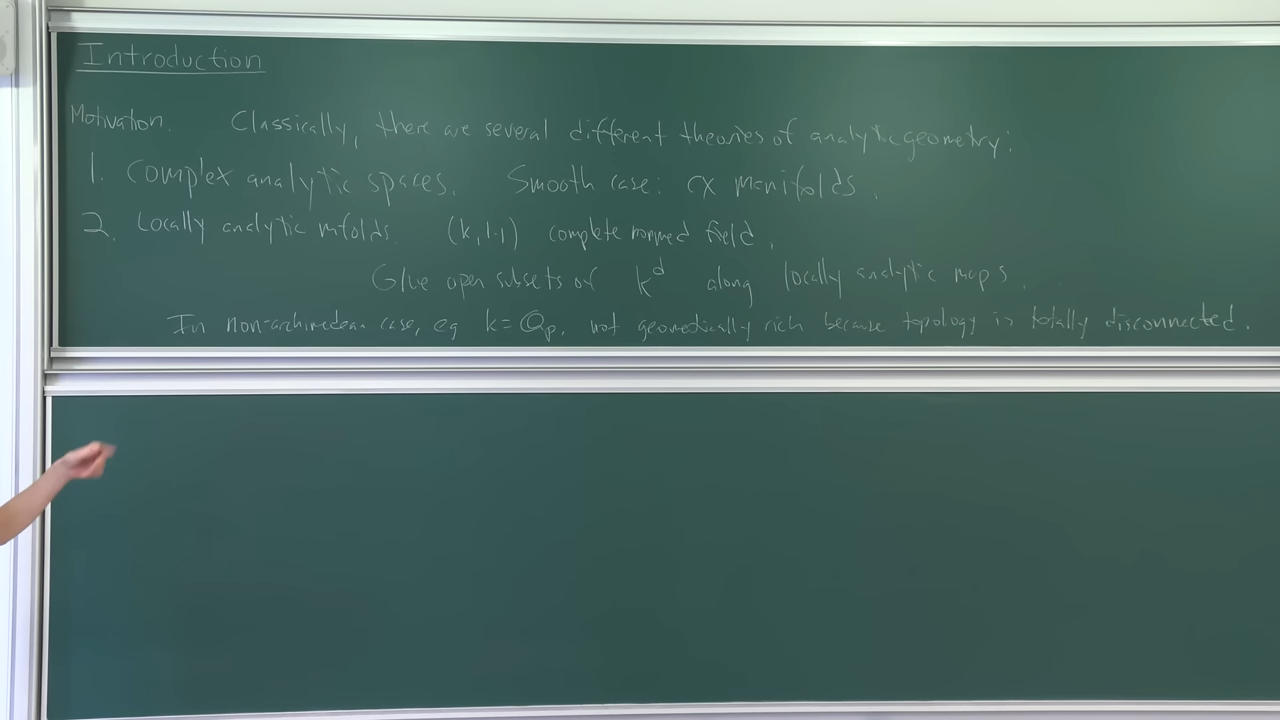 Introduction
Motivation. Classically, there are several different theories of analytic geometry:
1. Complex analytic spaces. Smooth case: cx manifolds.
2. Locally analytic mfolds. (k, |·|) complete normed field,
Glue open subsets of k^d along locally analytic maps.
In non-archimedean case, eg k = ℚ_p, not geometrically rich because topology is totally disconnected.